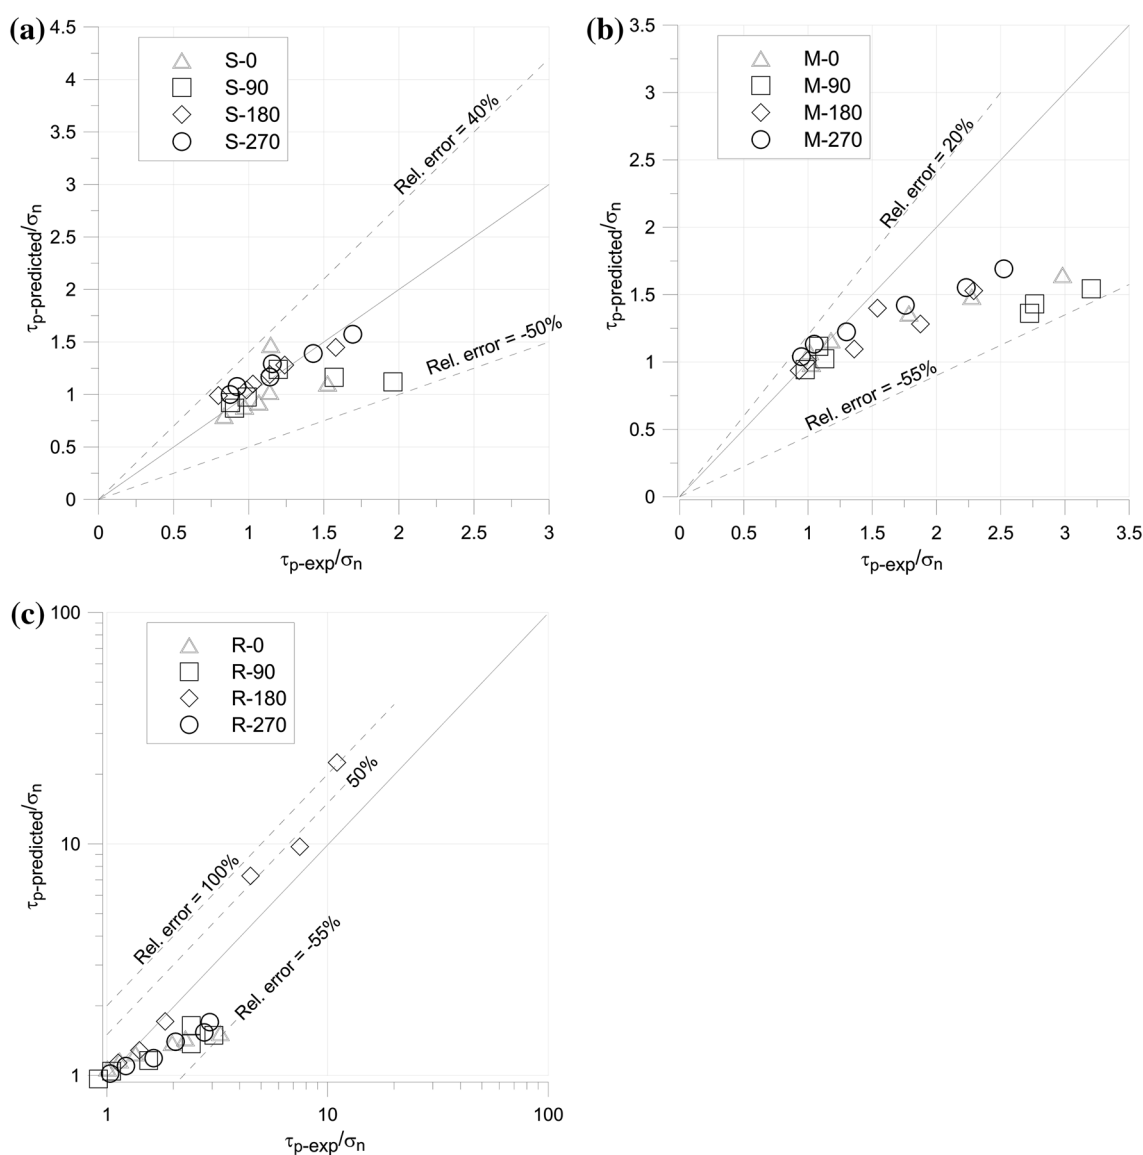 (a)
4.5
4
3.5
3
2.5
2
1.5
1
0.5
0
τp-predicted/σn
S-0
S-90
S-180
S-270
Rel. error = 40%
Rel. error = -50%
0 0.5 1 1.5 2 2.5 3
τp-exp/σn
(b)
3.5
3
2.5
2
1.5
1
0.5
0
τp-predicted/σn
M-0
M-90
M-180
M-270
Rel. error = 20%
Rel. error = -55%
0 0.5 1 1.5 2 2.5 3 3.5
τp-exp/σn
(c)
100
10
1
τp-predicted/σn
R-0
R-90
R-180
R-270
50%
Rel. error = 100%
Rel. error = -55%
1 10 100
τp-exp/σn